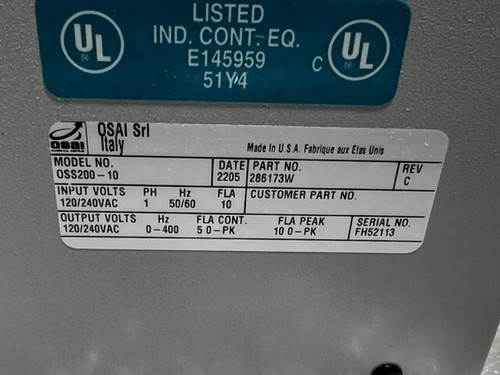 LISTED
IND. CONT. EQ.
E145959
51Y4
UL
C UL
OSAI
OSAI Srl
Italy
Made In U.S.A. Fabrique aux Etas Unis
MODEL NO.
OSS200-10
DATE
2205
PART NO.
286173W
REV
C
INPUT VOLTS PH Hz FLA
120/240VAC 1 50/60 10
CUSTOMER PART NO.
OUTPUT VOLTS Hz FLA CONT. FLA PEAK
120/240VAC 0-400 5 0-PK 10 0-PK
SERIAL NO.
FH52113